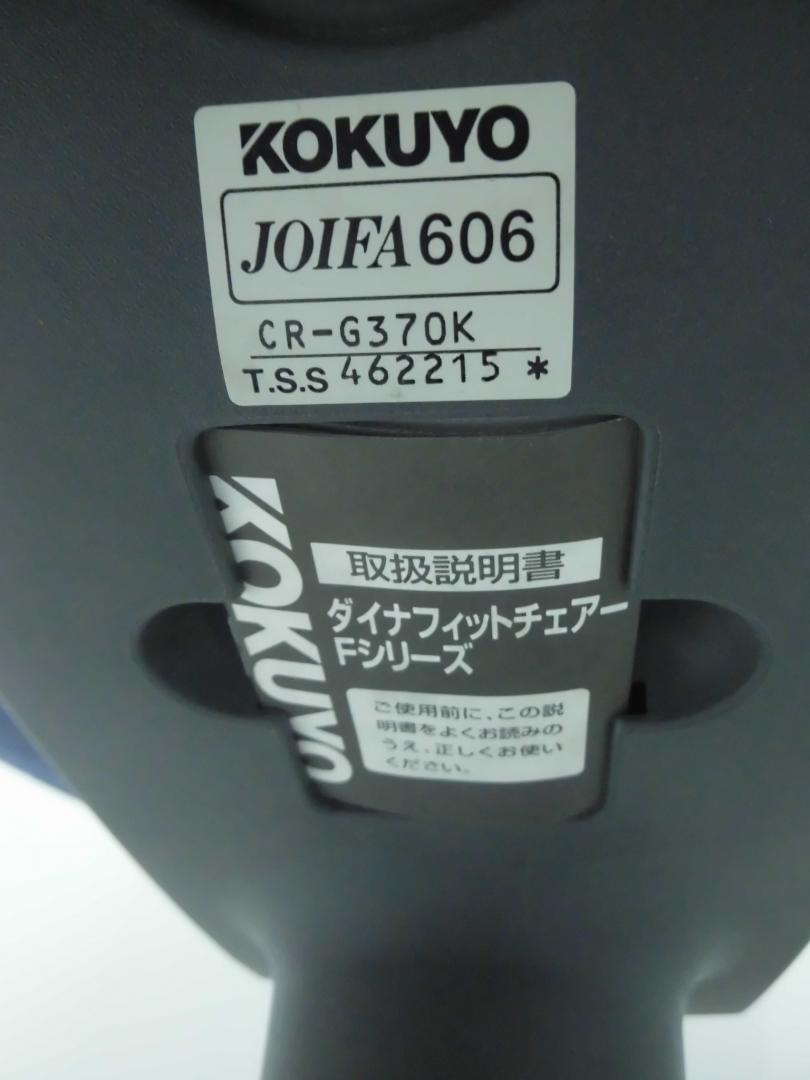 KOKUYO
JOIFA606
CR-G370K
T.S.S 462215 *
KOKUYO
取扱説明書
ダイナフィットチェアー
Fシリーズ
ご使用前に、この説
明書をよくお読みの
うえ、正しくお使い
ください。